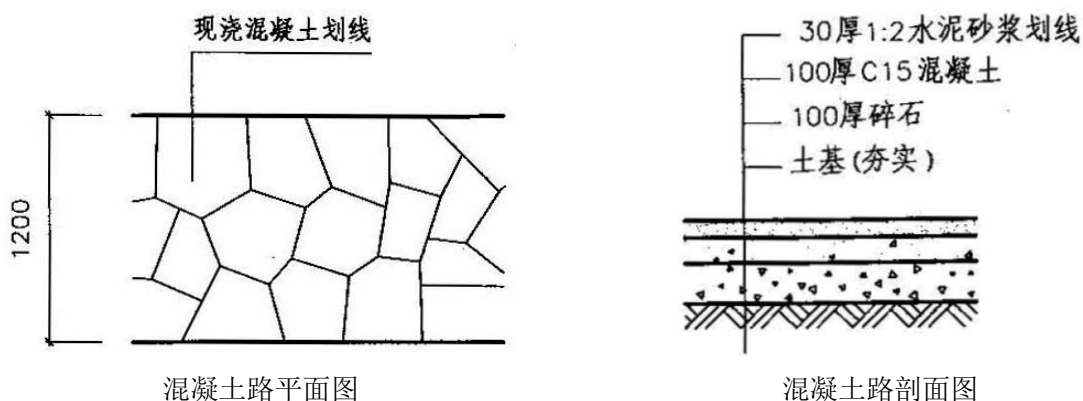 现浇混凝土划线
1200
混凝土路平面图
30厚1:2水泥砂浆划线
100厚C15混凝土
100厚碎石
土基(夯实)
混凝土路剖面图